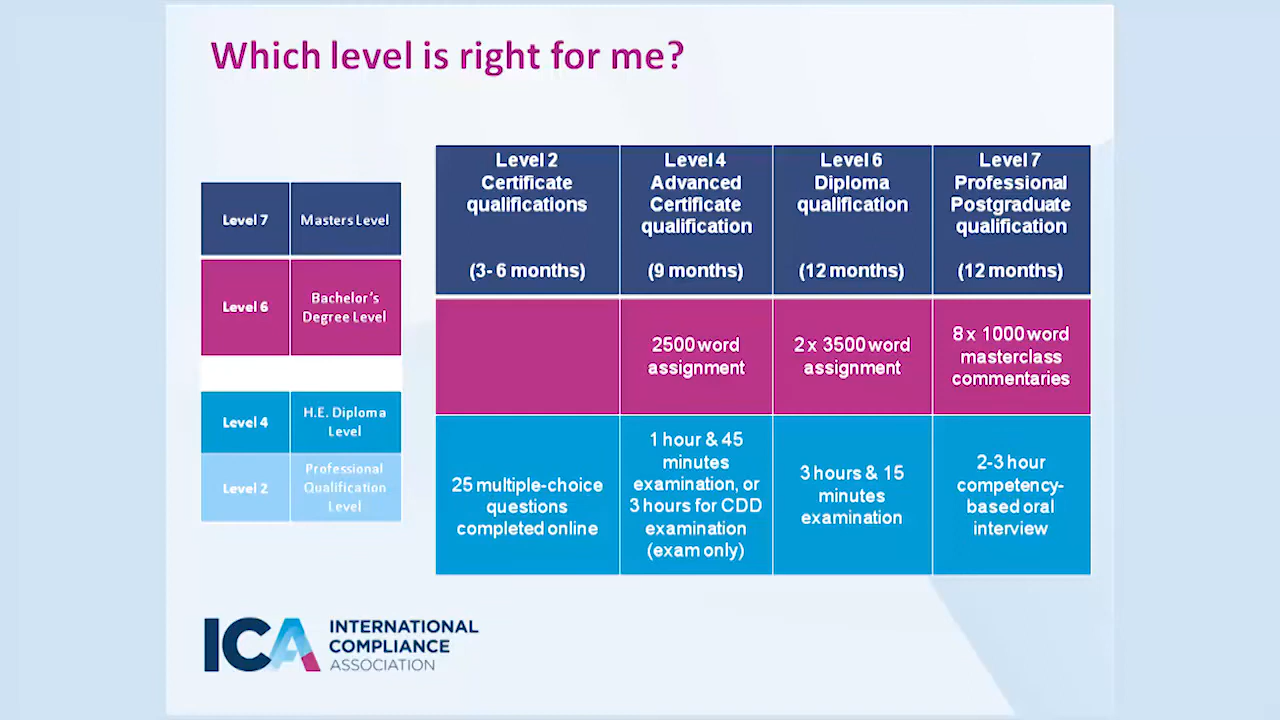 Which level is right for me?
Level 7
Masters Level
Level 6
Bachelor's
Degree Level
Level 4
H.E. Diploma
Level
Level 2
Professional
Qualification
Level
Level 2
Certificate
qualifications
(3- 6 months)
Level 4
Advanced
Certificate
qualification
(9 months)
Level 6
Diploma
qualification
(12 months)
Level 7
Professional
Postgraduate
qualification
(12 months)
2500 word
assignment
2 x 3500 word
assignment
8 x 1000 word
masterclass
commentaries
25 multiple-choice
questions
completed online
1 hour & 45
minutes
examination, or
3 hours for CDD
examination
(exam only)
3 hours & 15
minutes
examination
2-3 hour
competency-
based oral
interview
ICA
INTERNATIONAL
COMPLIANCE
ASSOCIATION